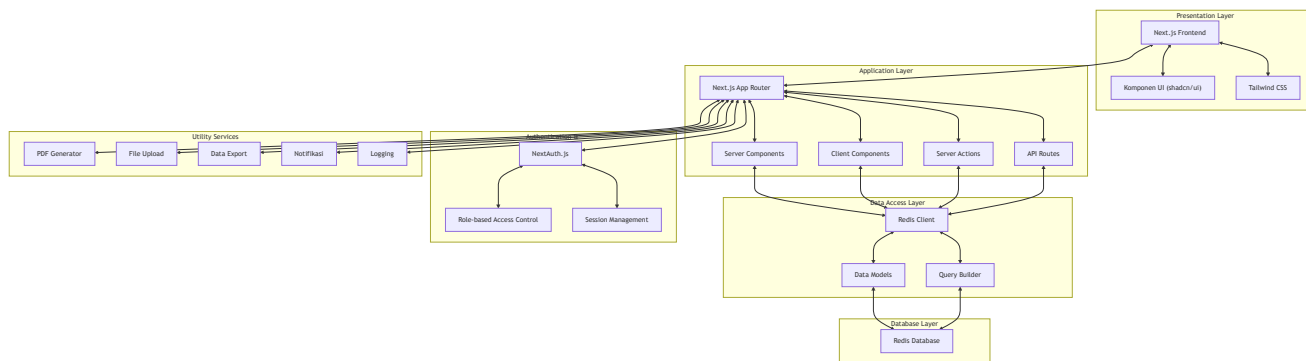 Presentation Layer
Next.js Frontend
Komponen UI (shadcn/ui)
Tailwind CSS
Application Layer
Next.js App Router
Server Components
Client Components
Server Actions
API Routes
Utility Services
PDF Generator
File Upload
Data Export
Notifikasi
Logging
NextAuth.js
Role-based Access Control
Session Management
Data Access Layer
Redis Client
Data Models
Query Builder
Database Layer
Redis Database